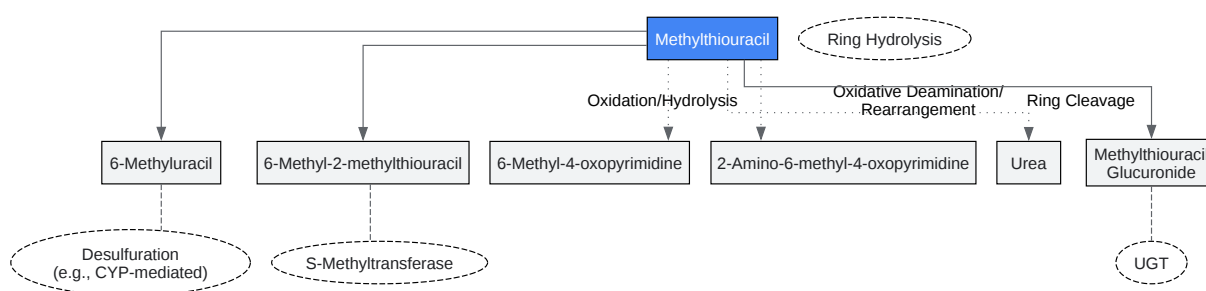 Methylthiouracil
Ring Hydrolysis
Oxidation/Hydrolysis
Oxidative Deamination/
Rearrangement
Ring Cleavage
6-Methyluracil
6-Methyl-2-methylthiouracil
6-Methyl-4-oxopyrimidine
2-Amino-6-methyl-4-oxopyrimidine
Urea
Methylthiouracil
Glucuronide
Desulfuration
(e.g., CYP-mediated)
S-Methyltransferase
UGT